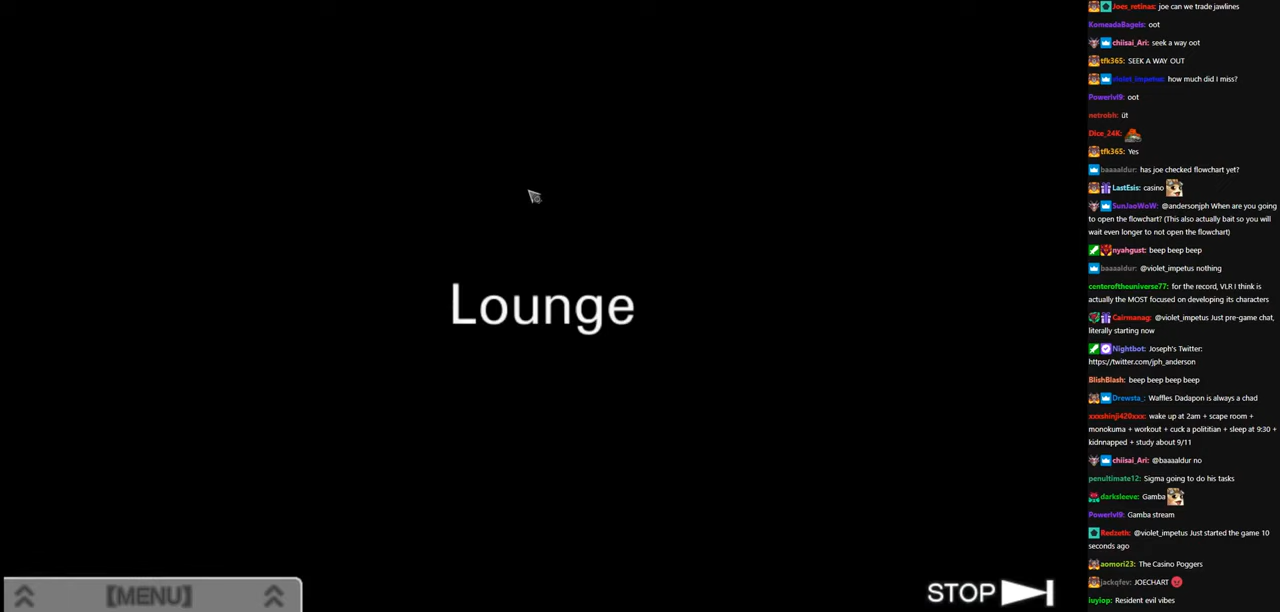 Lounge
[MENU]
STOP
Joes_retinas: joe can we trade jawlines
KomeadaBagels: oot
chiisai_Ari: seek a way oot
tfk365: SEEK A WAY OUT
violet_impetus: how much did I miss?
Powerlvl9: oot
netrobh: üt
Dice_24K:
tfk365: Yes
baaaaldur: has joe checked flowchart yet?
LastEsis: casino
SunJaoWoW: @andersonjph When are you going
to open the flowchart? (This also actually bait so you will
wait even longer to not open the flowchart)
nyahgust: beep beep beep
baaaaldur: @violet_impetus nothing
centeroftheuniverse77: for the record, VLR I think is
actually the MOST focused on developing its characters
Cairmanag: @violet_impetus Just pre-game chat,
literally starting now
Nightbot: Joseph's Twitter:
https://twitter.com/jph_anderson
BlishBlash: beep beep beep beep
Drewsta_: Waffles Dadapon is always a chad
xxxshinji420xxx: wake up at 2am + scape room +
monokuma + workout + cuck a polititian + sleep at 9:30 +
kidnnapped + study about 9/11
chiisai_Ari: @baaaaldur no
penultimate12: Sigma going to do his tasks
darksleeve: Gamba
Powerlvl9: Gamba stream
Redzeth: @violet_impetus Just started the game 10
seconds ago
aomori23: The Casino Poggers
jackqfev: JOECHART
iuyiop: Resident evil vibes